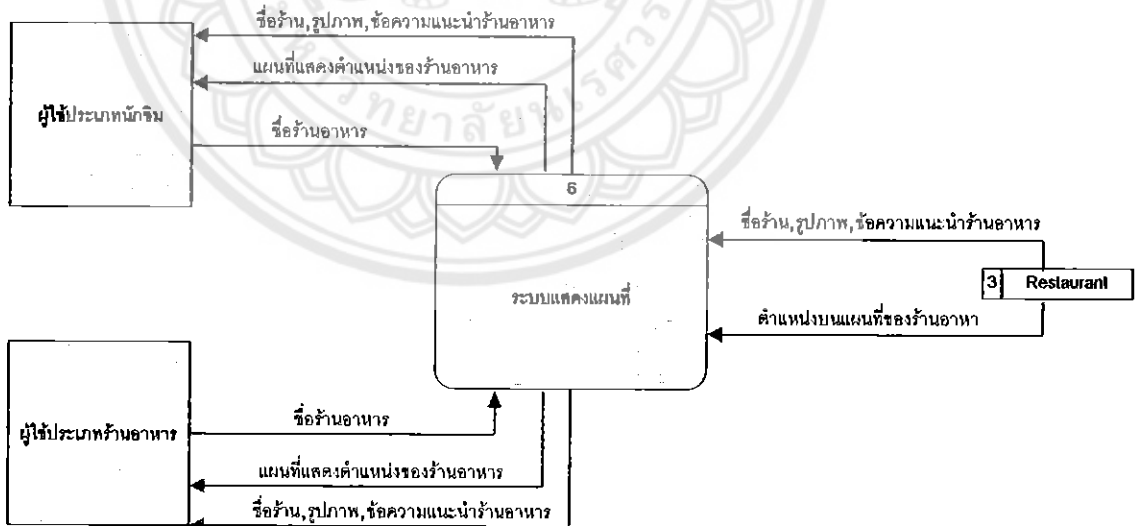 ชื่อร้าน,รูปภาพ,ข้อความแนะนำร้านอาหาร
แผนที่แสดงตำแหน่งของร้านอาหาร
ผู้ใช้ประเภทนักชิม
ชื่อร้านอาหาร
6
ระบบแสดงแผนที่
ชื่อร้าน,รูปภาพ,ข้อความแนะนำร้านอาหาร
3 Restaurant
ตำแหน่งบนแผนที่ของร้านอาหา
ผู้ใช้ประเภทร้านอาหาร
ชื่อร้านอาหาร
แผนที่แสดงตำแหน่งของร้านอาหาร
ชื่อร้าน,รูปภาพ,ข้อความแนะนำร้านอาหาร